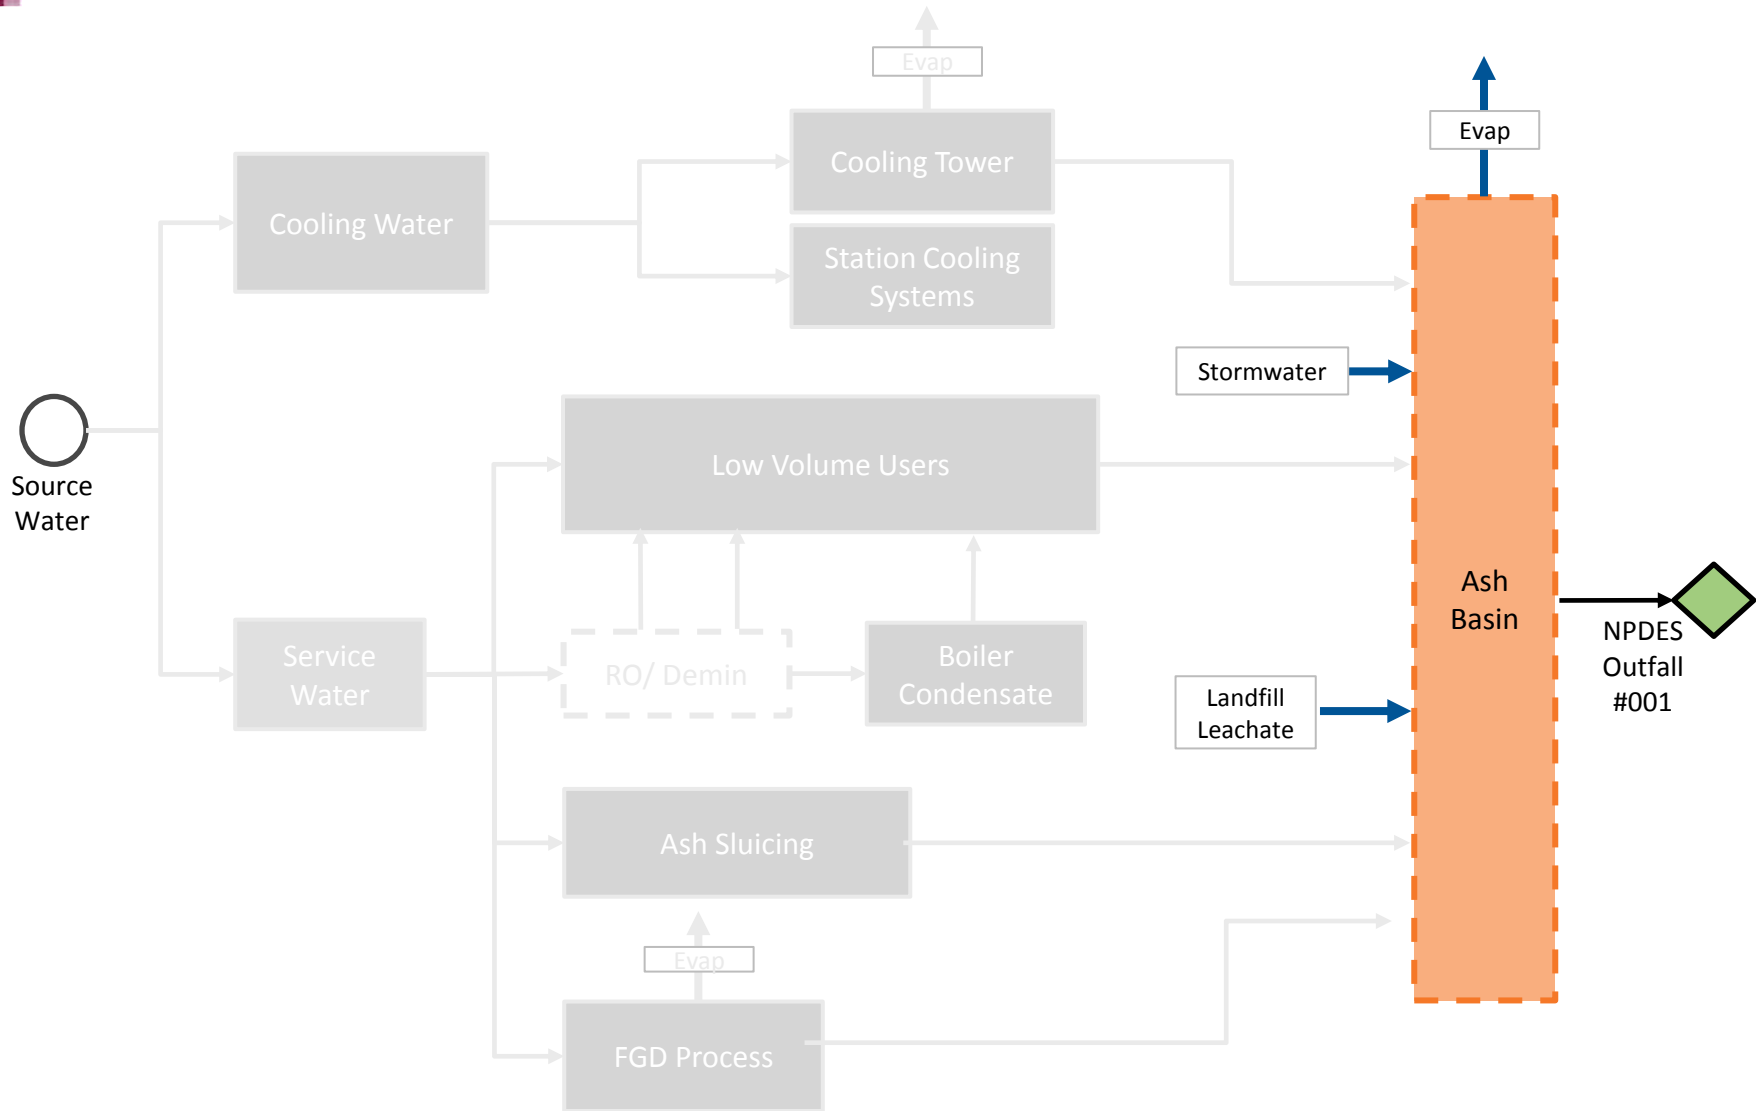 Evap
Evap
Cooling Tower
Cooling Water
Station Cooling
Systems
Stormwater
Low Volume Users
Source
Water
Ash
Basin
NPDES
Outfall
#001
Service
Water
RO/ Demin
Boiler
Condensate
Landfill
Leachate
Ash Sluicing
Evap
FGD Process